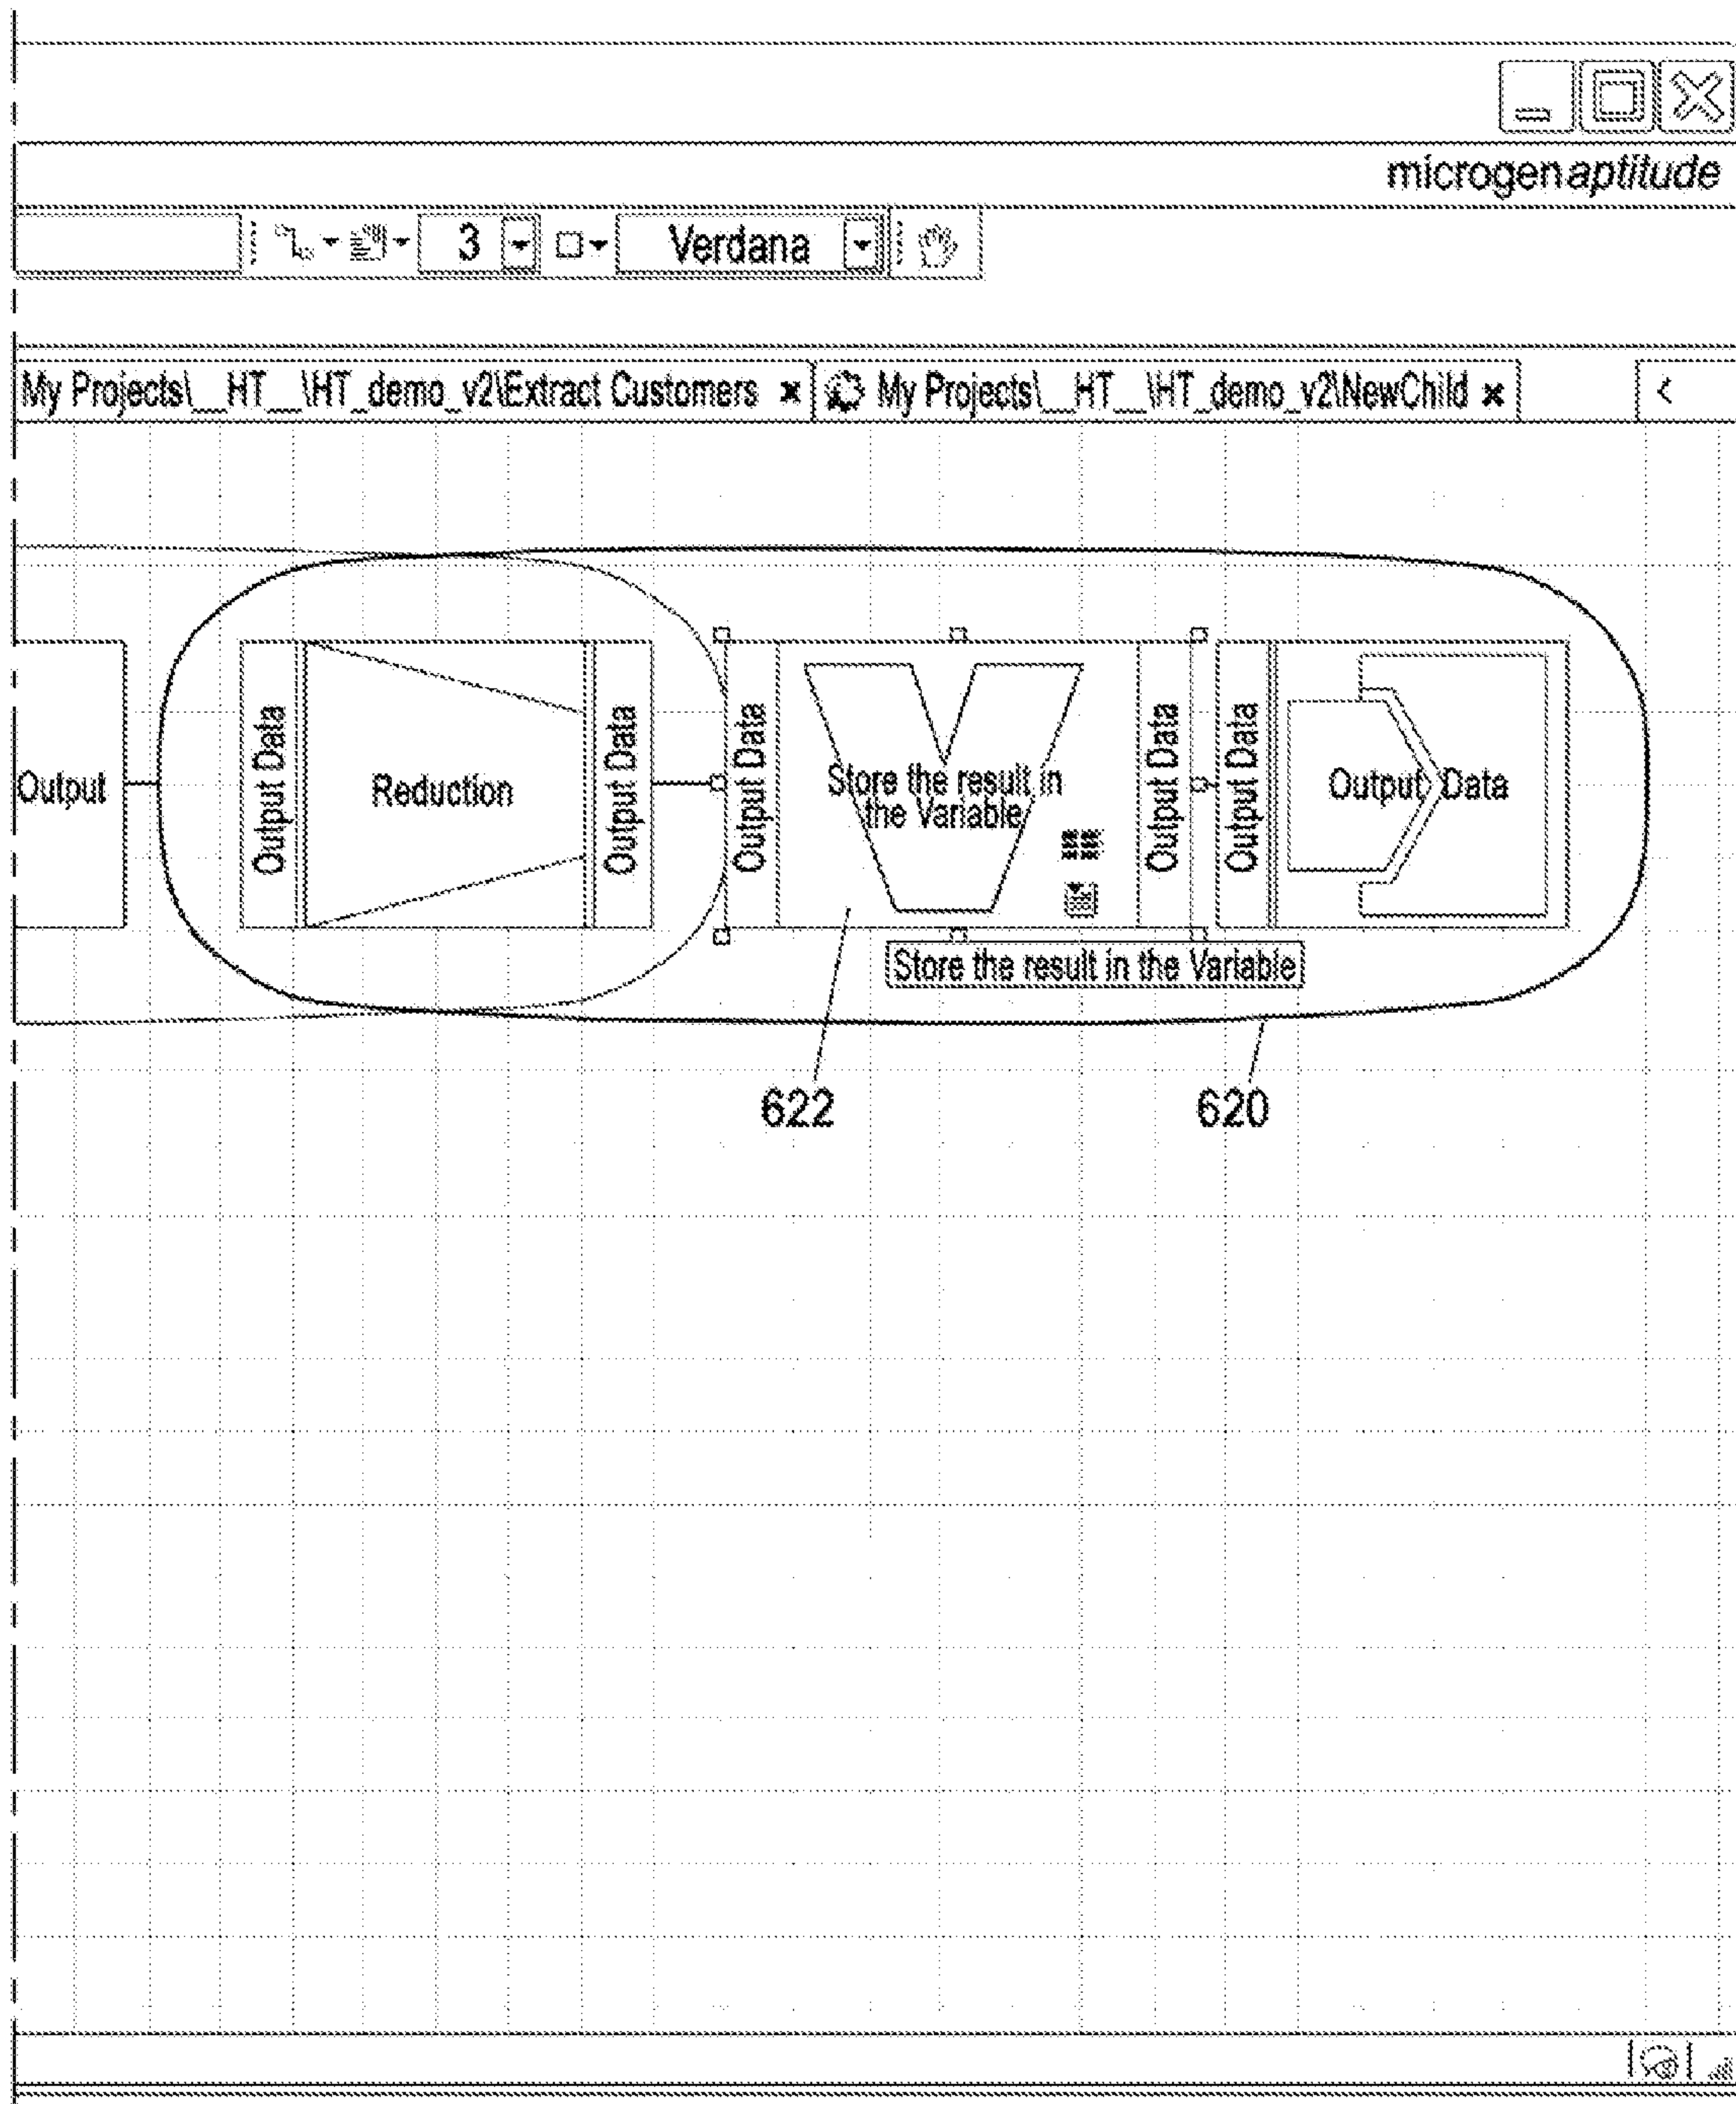 microgenaptitude
3 Verdana
My Projects\__HT__\HT_demo_v2\Extract Customers x My Projects\__HT__\HT_demo_v2\NewChild x <
Output
Output Data
Reduction
Output Data
Output Data
Store the result in
the Variable
Output Data
Output Data
Output Data
Store the result in the Variable
622
620